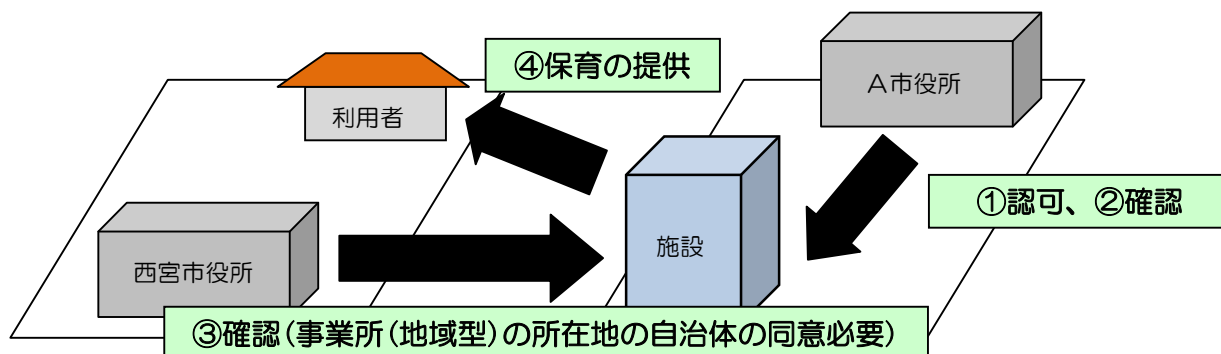 ④保育の提供
A市役所
利用者
①認可、②確認
施設
西宮市役所
③確認(事業所(地域型)の所在地の自治体の同意必要)